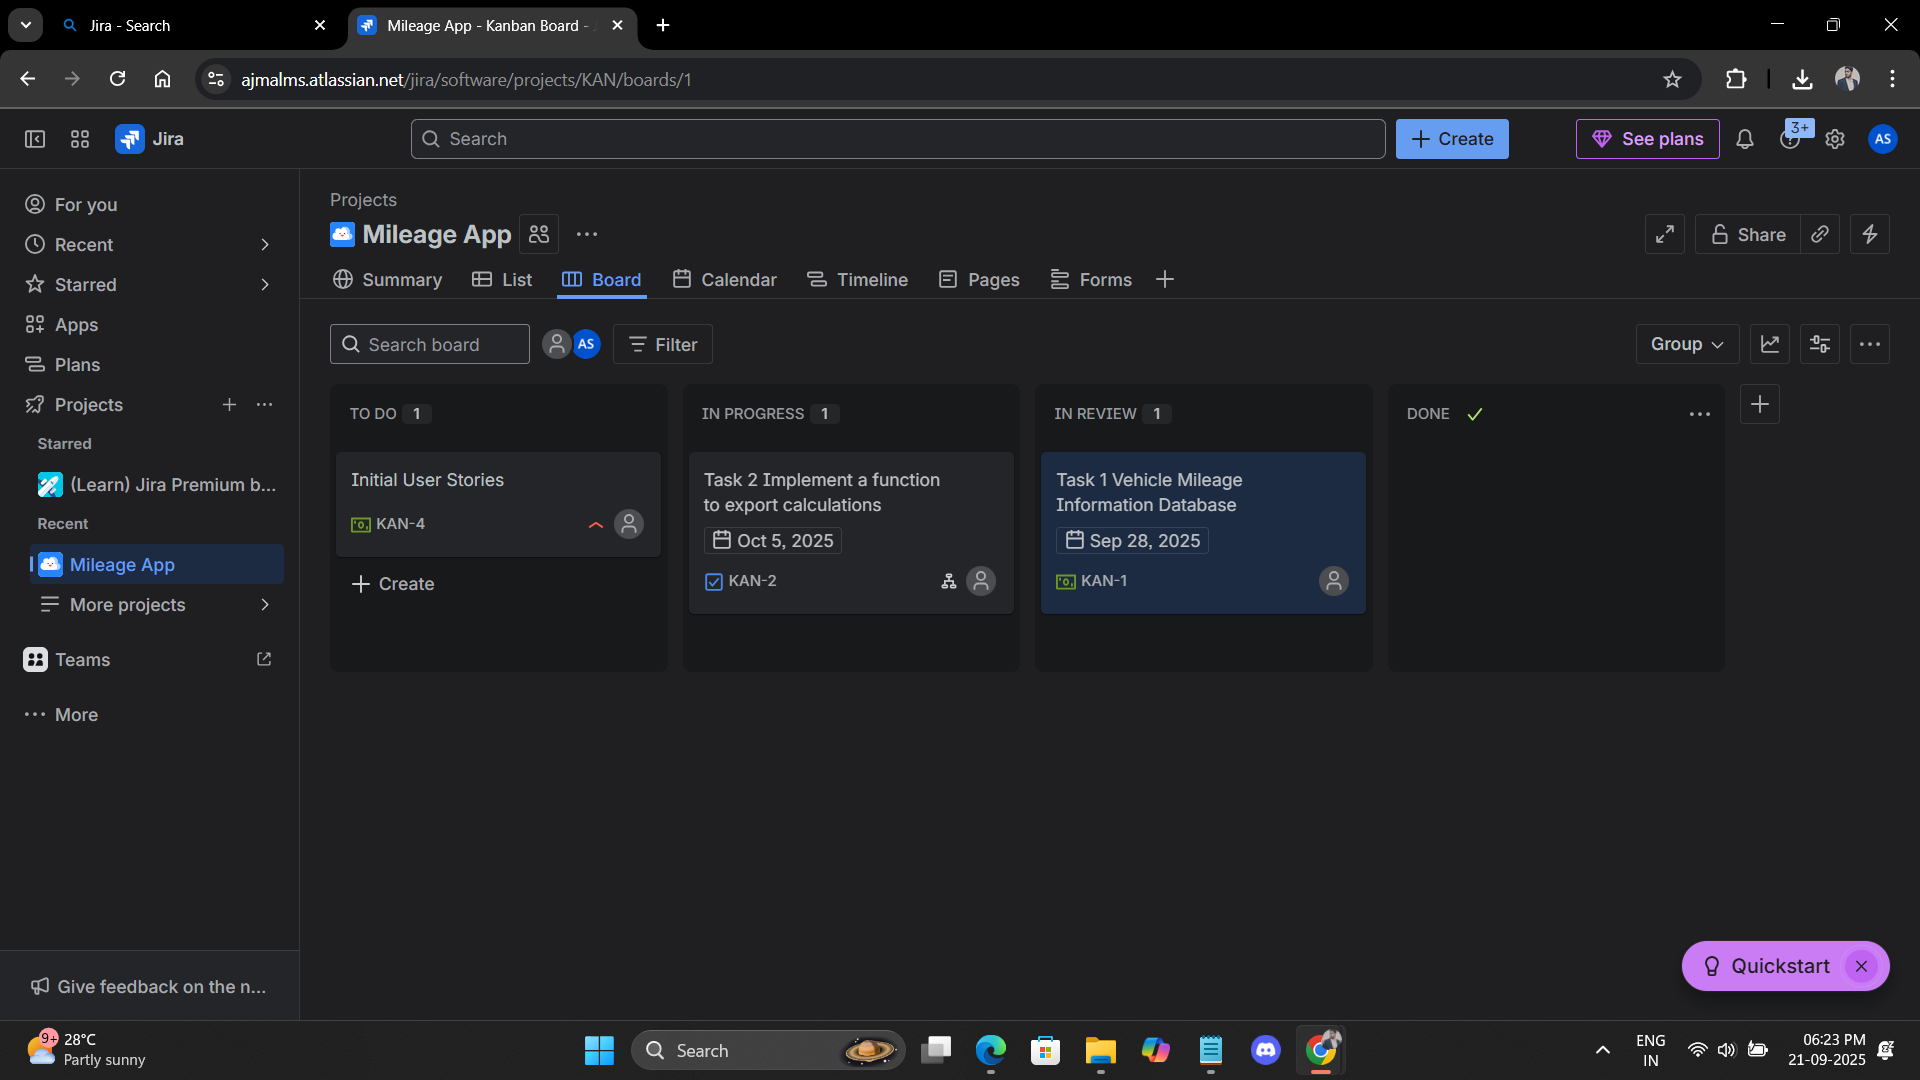 Jira - Search
Mileage App - Kanban Board -
ajmalms.atlassian.net/jira/software/projects/KAN/boards/1
Jira
Search
Create
See plans
3+
AS
For you
Recent
Starred
Apps
Plans
Projects
Starred
(Learn) Jira Premium b...
Recent
Mileage App
More projects
Teams
More
Give feedback on the n...
Projects
Mileage App
Share
Summary
List
Board
Calendar
Timeline
Pages
Forms
Search board
AS
Filter
Group
TO DO 1
Initial User Stories
KAN-4
Create
IN PROGRESS 1
Task 2 Implement a function
to export calculations
Oct 5, 2025
KAN-2
IN REVIEW 1
Task 1 Vehicle Mileage
Information Database
Sep 28, 2025
KAN-1
DONE
Quickstart
9+
28°C
Partly sunny
Search
ENG
IN
06:23 PM
21-09-2025